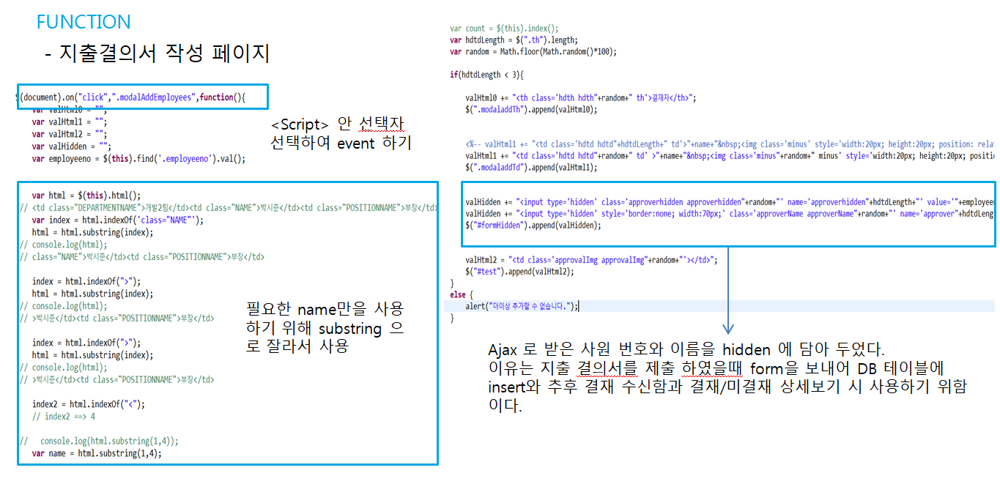 FUNCTION
- 지출결의서 작성 페이지
$(document).on("click",".modalAddEmployees",function(){
var valHtml0 = "";
var valHtml1 = "";
var valHtml2 = "";
var valHidden = "";
var employeeno = $(this).find('.employeeno').val();
<Script> 안 선택자
선택하여 event 하기
var html = $(this).html();
// <td class="DEPARTMENTNAME">개발2팀</td><td class="NAME">박시준</td><td class="POSITIONNAME">부장</td>
var index = html.indexOf('class="NAME"');
html = html.substring(index);
// console.log(html);
// class="NAME">박시준</td><td class="POSITIONNAME">부장</td>
index = html.indexOf(">");
html = html.substring(index);
// console.log(html);
// >박시준</td><td class="POSITIONNAME">부장</td>
index = html.indexOf(">");
html = html.substring(index);
// console.log(html);
// >박시준</td><td class="POSITIONNAME">부장</td>
index2 = html.indexOf("<");
// index2 ==> 4
// console.log(html.substring(1,4));
var name = html.substring(1,4);
필요한 name만을 사용
하기 위해 substring 으
로 잘라서 사용
var count = $(this).index();
var hdtdLength = $(".th").length;
var random = Math.floor(Math.random()*100);
if(hdtdLength < 3){
valHtml0 += "<th class='hdth hdth"+random+" th'>결재자</th>";
$(".modaladdTh").append(valHtml0);
<%-- valHtml1 += "<td class='hdtd hdtd"+hdtdLength+" td'>"+name+"&nbsp;<img class='minus' style='width:20px; height:20px; position: rela
valHtml1 += "<td class='hdtd hdtd"+random+" td' >"+name+"&nbsp;<img class='minus"+random+" minus' style='width:20px; height:20px; positio
$(".modaladdTd").append(valHtml1);
valHidden += "<input type='hidden' class='approverhidden approverhidden"+random+"' name='approverhidden"+hdtdLength+"' value='"+employeen
valHidden += "<input type='hidden' style='border:none; width:70px;' class='approverName approverName"+random+"' name='approver"+hdtdLeng
$("#formHidden").append(valHidden);
valHtml2 = "<td class='approvalImg approvalImg"+random+"'></td>";
$("#test").append(valHtml2);
}
else {
alert("더이상 추가할 수 없습니다.");
}
Ajax 로 받은 사원 번호와 이름을 hidden 에 담아 두었다.
이유는 지출 결의서를 제출 하였을때 form을 보내어 DB 테이블에
insert와 추후 결재 수신함과 결재/미결재 상세보기 시 사용하기 위함
이다.